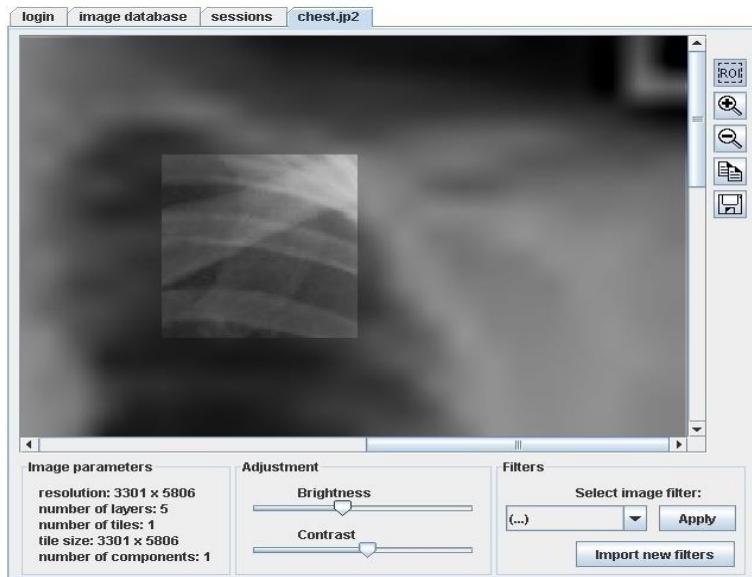 login
image database
sessions
chest.jp2
ROI
Image parameters
resolution: 3301 x 5806
number of layers: 5
number of tiles: 1
tile size: 3301 x 5806
number of components: 1
Adjustment
Brightness
Contrast
Filters
Select image filter:
(...)
Apply
Import new filters